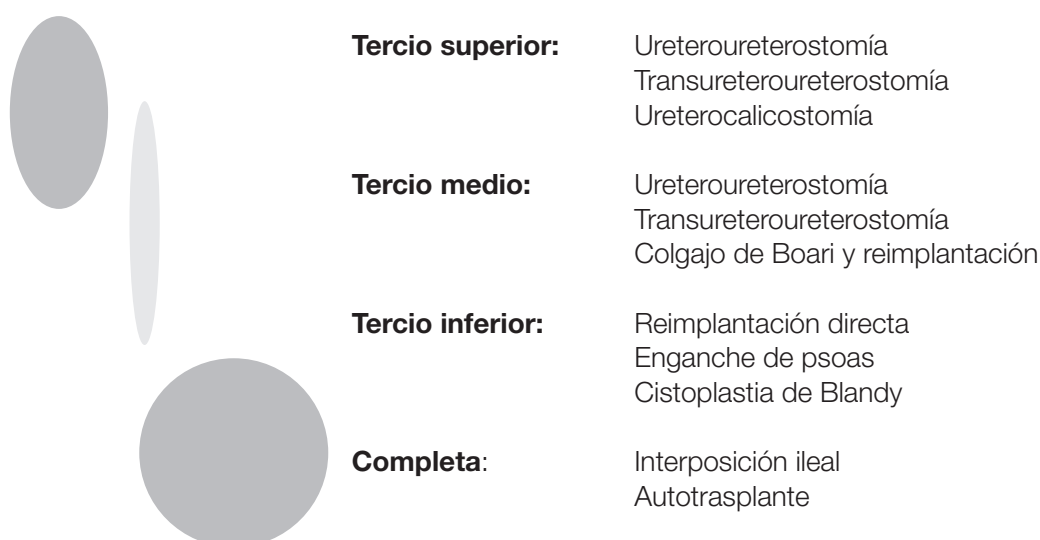 Tercio superior: Ureteroureterostomía
Transureteroureterostomía
Ureterocalicostomía
Tercio medio: Ureteroureterostomía
Transureteroureterostomía
Colgajo de Boari y reimplantación
Tercio inferior: Reimplantación directa
Enganche de psoas
Cistoplastia de Blandy
Completa: Interposición ileal
Autotrasplante